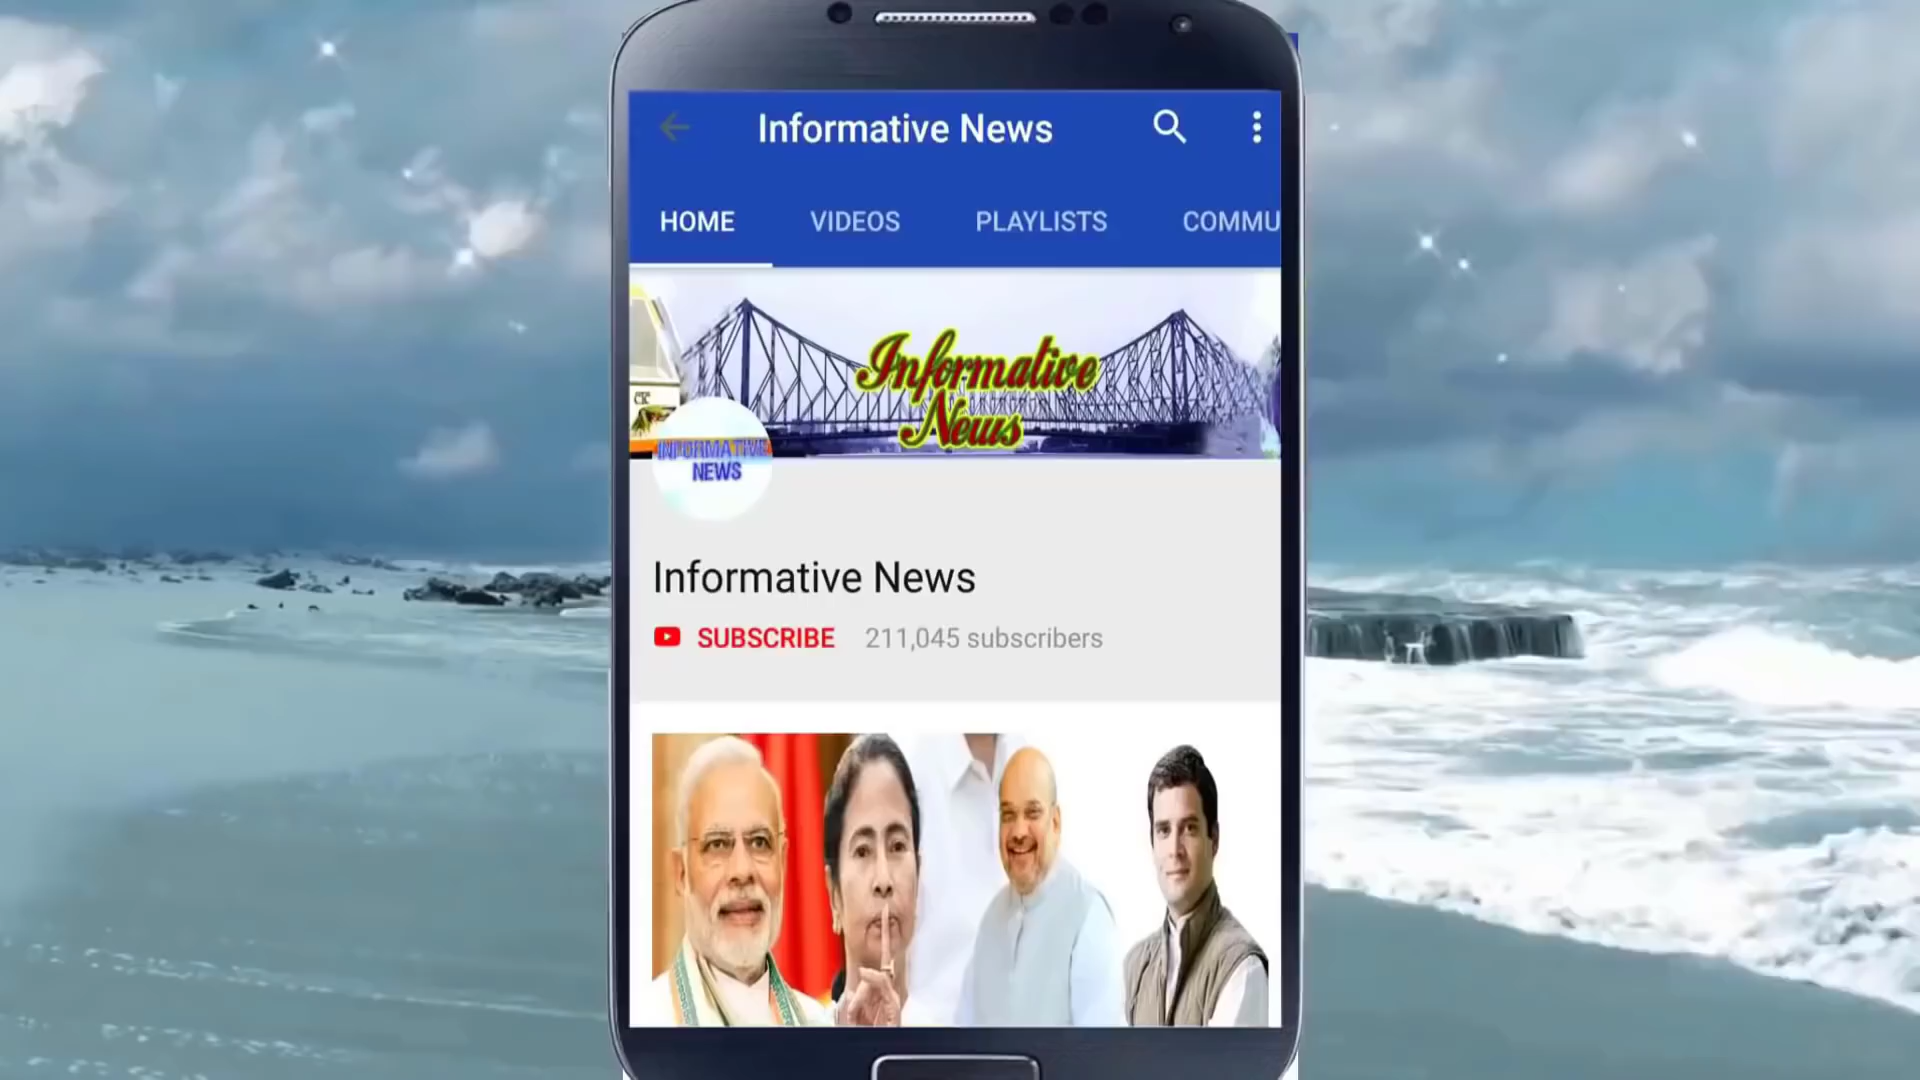 Informative News
HOME VIDEOS PLAYLISTS COMMU
Informative
News
INFORMATIVE
NEWS
Informative News
SUBSCRIBE 211,045 subscribers